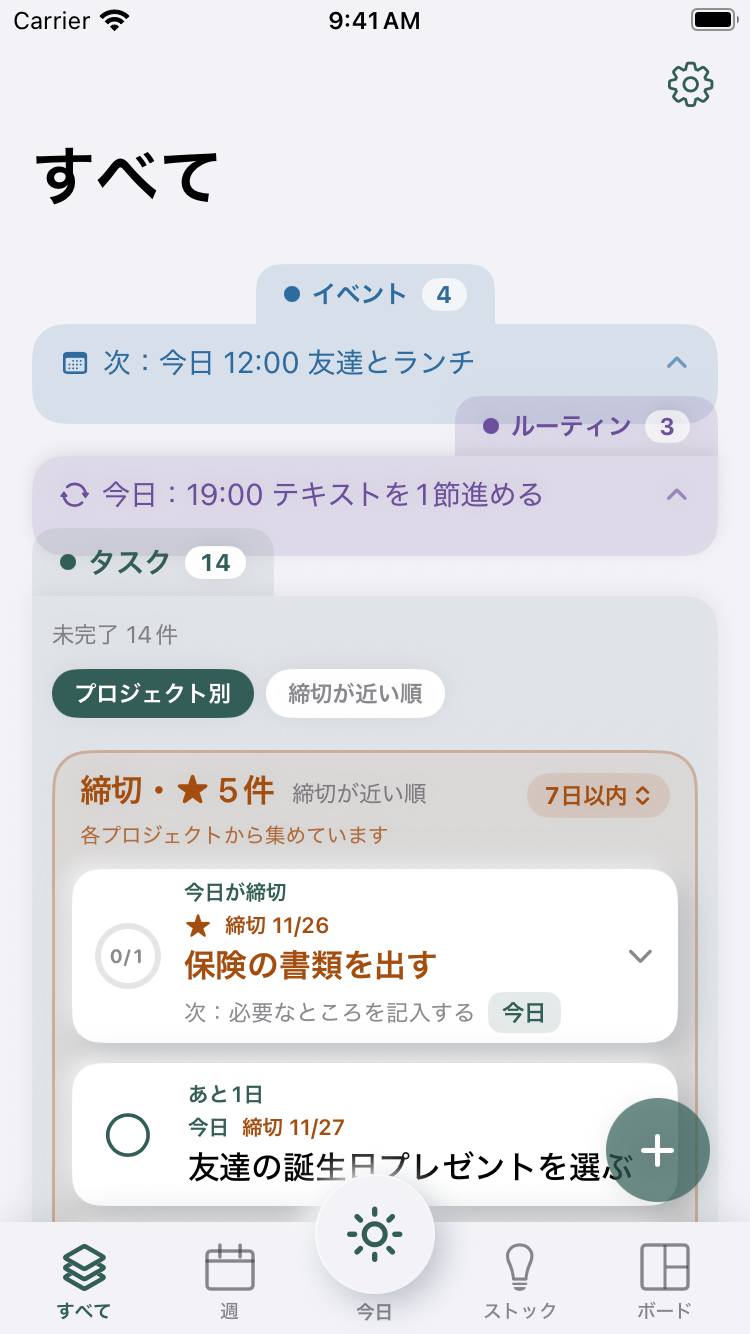 Carrier 9:41 AM
すべて
イベント 4
次：今日 12:00 友達とランチ
ルーティン 3
今日：19:00 テキストを1節進める
タスク 14
未完了 14件
プロジェクト別 締切が近い順
締切・★ 5件 締切が近い順 7日以内
各プロジェクトから集めています
今日が締切
★ 締切 11/26
0/1
保険の書類を出す
次：必要なところを記入する 今日
あと1日
今日 締切 11/27
友達の誕生日プレゼントを選ぶ
すべて 週 今日 ストック ボード